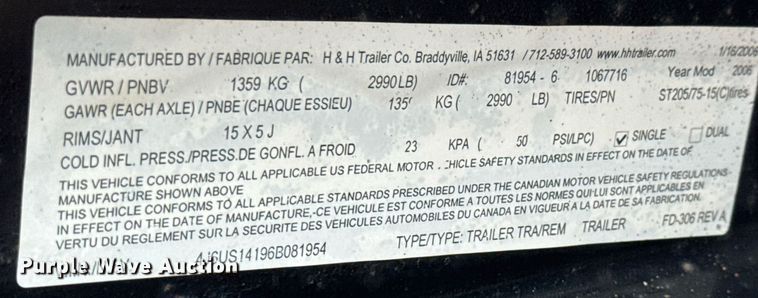 MANUFACTURED BY / FABRIQUE PAR: H & H Trailer Co. Braddyville, IA 51631 / 712-589-3100 www.hhtrailer.com 1/16/2006
GVWR / PNBV 1359 KG ( 2990 LB) ID#: 81954 - 6 1067716 Year Mod 2006
GAWR (EACH AXLE) / PNBE (CHAQUE ESSIEU) 135 KG ( 2990 LB) TIRES/PN ST205/75-15(C)tires
RIMS/JANT 15 X 5 J
COLD INFL. PRESS./PRESS.DE GONFL. A FROID 23 KPA ( 50 PSI/LPC) SINGLE DUAL
THIS VEHICLE CONFORMS TO ALL APPLICABLE US FEDERAL MOTOR HICLE SAFETY STANDARDS IN EFFECT ON THE DATE OF
MANUFACTURE SHOWN ABOVE
THIS VEHICLE CONFORMS TO ALL APPLICABLE STANDARDS PRESCRIBED UNDER THE CANADIAN MOTOR VEHICLE SAFETY REGULATIONS
IN EFFECT ON THE DATE OF MANUFACTURE,-CE VEHICULE EST CONFORME A TOUTES LES NORMES QUI LUI SONT APPLICABLES EN
VERTU DU REGLEMENT SUR LA SECURITE DES VEHICULES AUTOMOBILES DU CANADA EN VIGUEUR A LA DATE DE SA FABRICATION.
4J6US14196B081954 TYPE/TYPE: TRAILER TRA/REM TRAILER FD-306 REV A
Purple Wave Auction